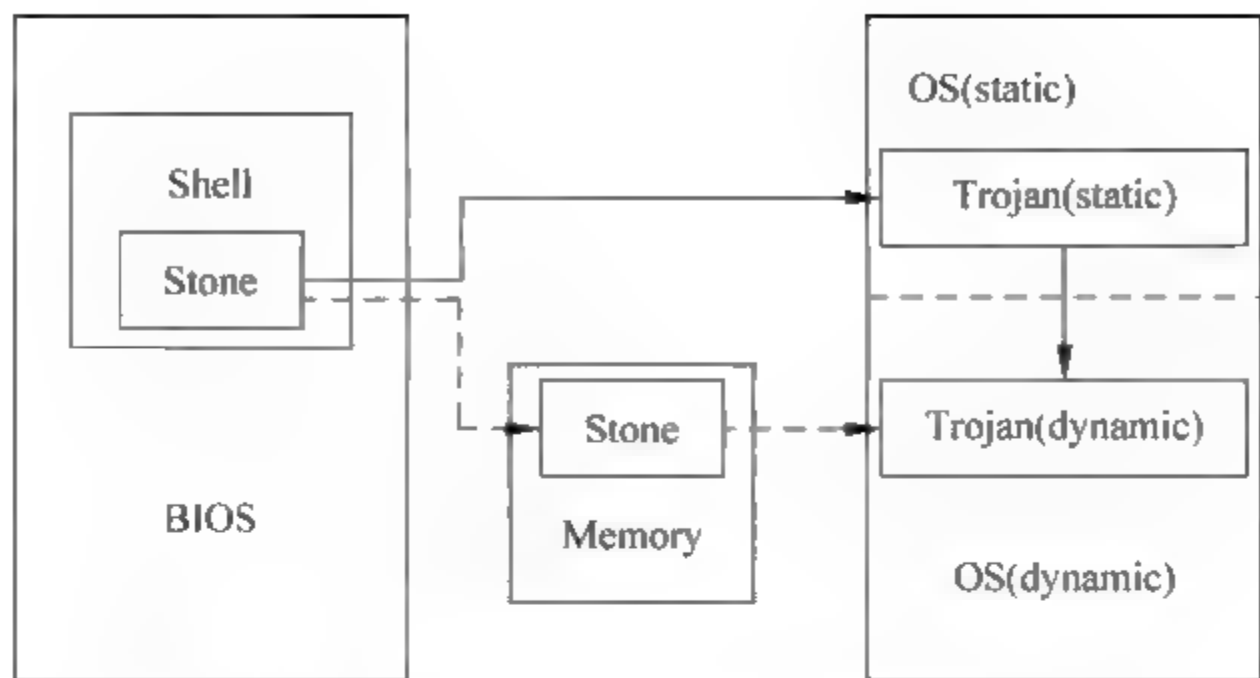 Shell
Stone
BIOS
Stone
Memory
OS(static)
Trojan(static)
Trojan(dynamic)
OS(dynamic)